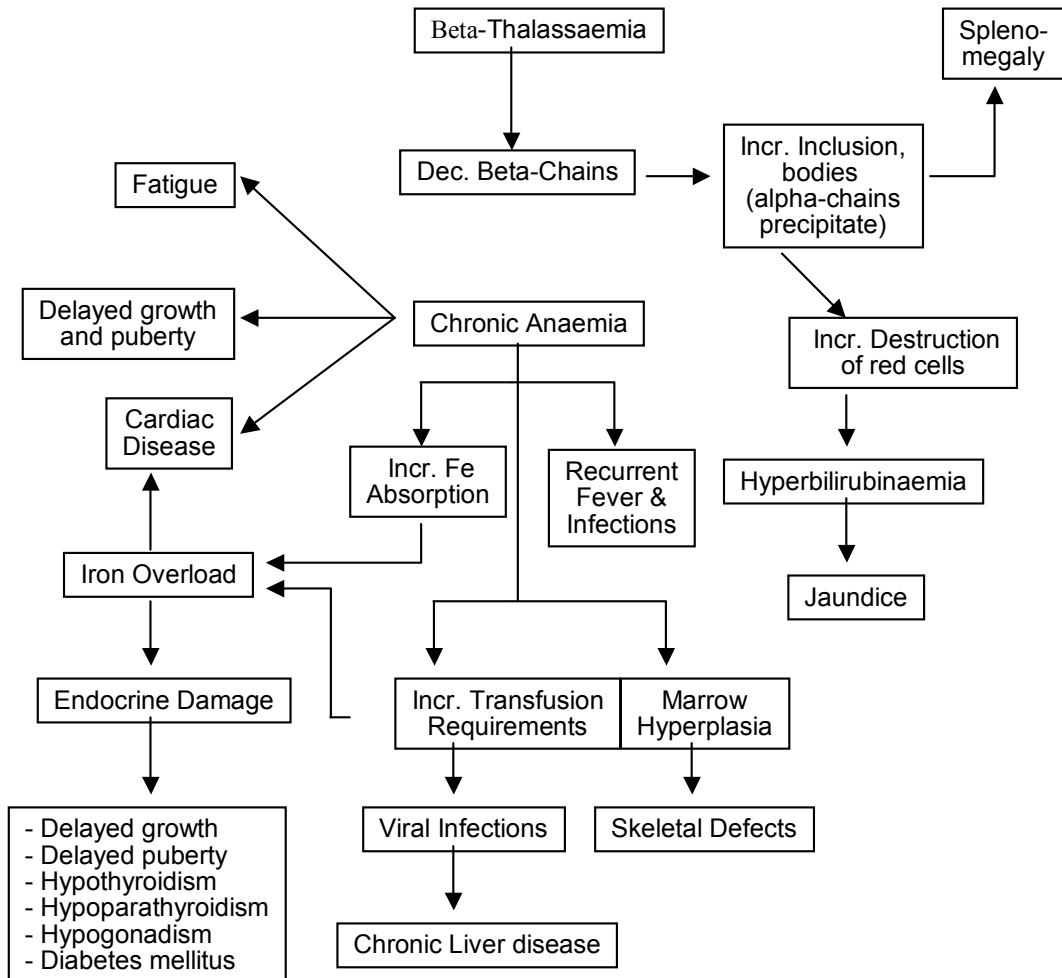 Beta-Thalassaemia
Spleno-
megaly
Dec. Beta-Chains
Incr. Inclusion,
bodies
(alpha-chains
precipitate)
Fatigue
Delayed growth
and puberty
Chronic Anaemia
Incr. Destruction
of red cells
Cardiac
Disease
Incr. Fe
Absorption
Recurrent
Fever &
Infections
Hyperbilirubinaemia
Iron Overload
Jaundice
Endocrine Damage
Incr. Transfusion
Requirements
Marrow
Hyperplasia
- Delayed growth
- Delayed puberty
- Hypothyroidism
- Hypoparathyroidism
- Hypogonadism
- Diabetes mellitus
Viral Infections
Skeletal Defects
Chronic Liver disease